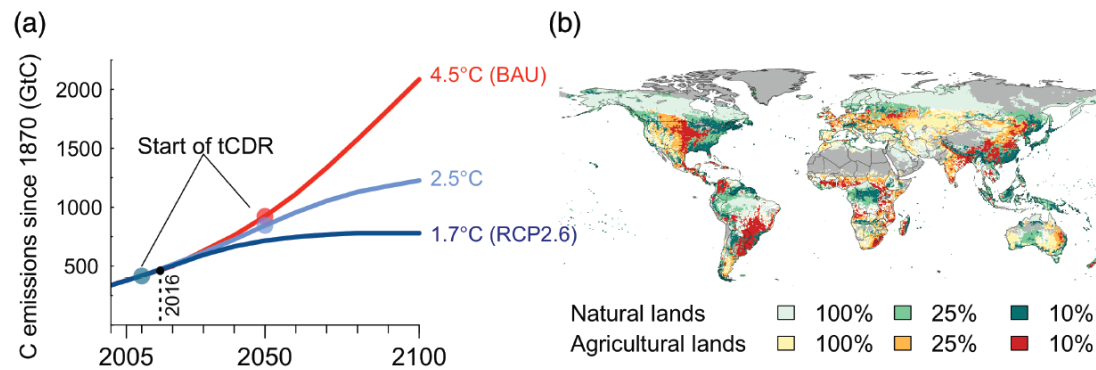 (a)
C emissions since 1870 (GtC)
2000
1500
1000
500
Start of tCDR
4.5°C (BAU)
2.5°C
1.7°C (RCP2.6)
2016
2005
2050
2100
(b)
Natural lands 100% 25% 10%
Agricultural lands 100% 25% 10%